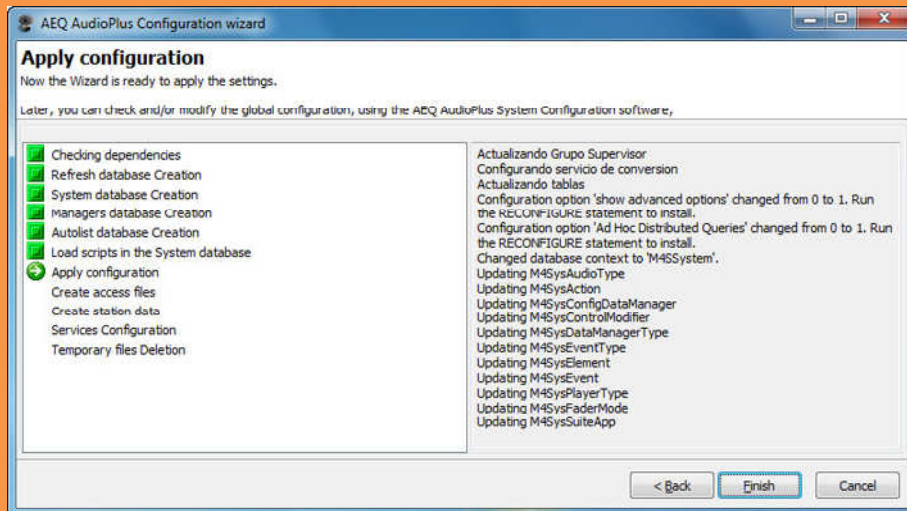 AEQ AudioPlus Configuration wizard
Apply configuration
Now the Wizard is ready to apply the settings.
Later, you can check and/or modify the global configuration, using the AEQ AudioPlus System Configuration software,
Checking dependencies
Refresh database Creation
System database Creation
Managers database Creation
Autolist database Creation
Load scripts in the System database
Apply configuration
Create access files
Create station data
Services Configuration
Temporary files Deletion
Actualizando Grupo Supervisor
Configurando servicio de conversion
Actualizando tablas
Configuration option 'show advanced options' changed from 0 to 1. Run
the RECONFIGURE statement to install.
Configuration option 'Ad Hoc Distributed Queries' changed from 0 to 1. Run
the RECONFIGURE statement to install.
Changed database context to 'M4SSystem'.
Updating M4SysAudioType
Updating M4SysAction
Updating M4SysConfigDataManager
Updating M4SysControlModifier
Updating M4SysDataManagerType
Updating M4SysEventType
Updating M4SysElement
Updating M4SysEvent
Updating M4SysPlayerType
Updating M4SysFaderMode
Updating M4SysSuiteApp
< Back
Finish
Cancel